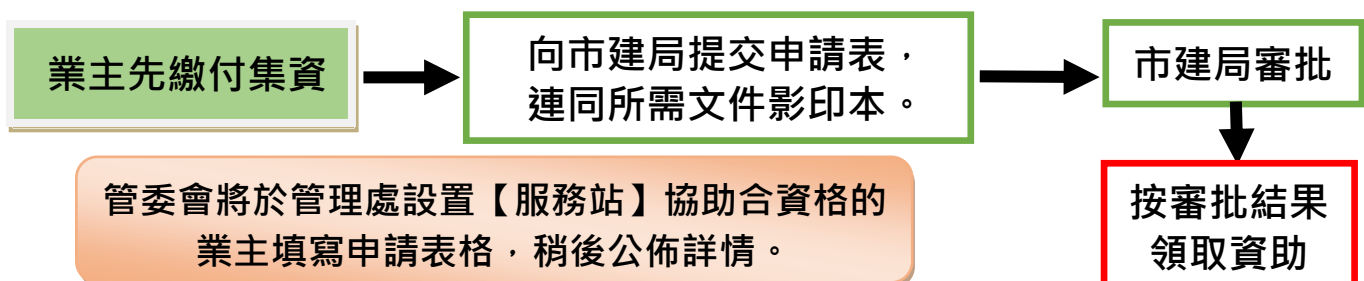 業主先繳付集資
向市建局提交申請表，
連同所需文件影印本。
市建局審批
按審批結果
領取資助
管委會將於管理處設置【服務站】協助合資格的
業主填寫申請表格，稍後公佈詳情。